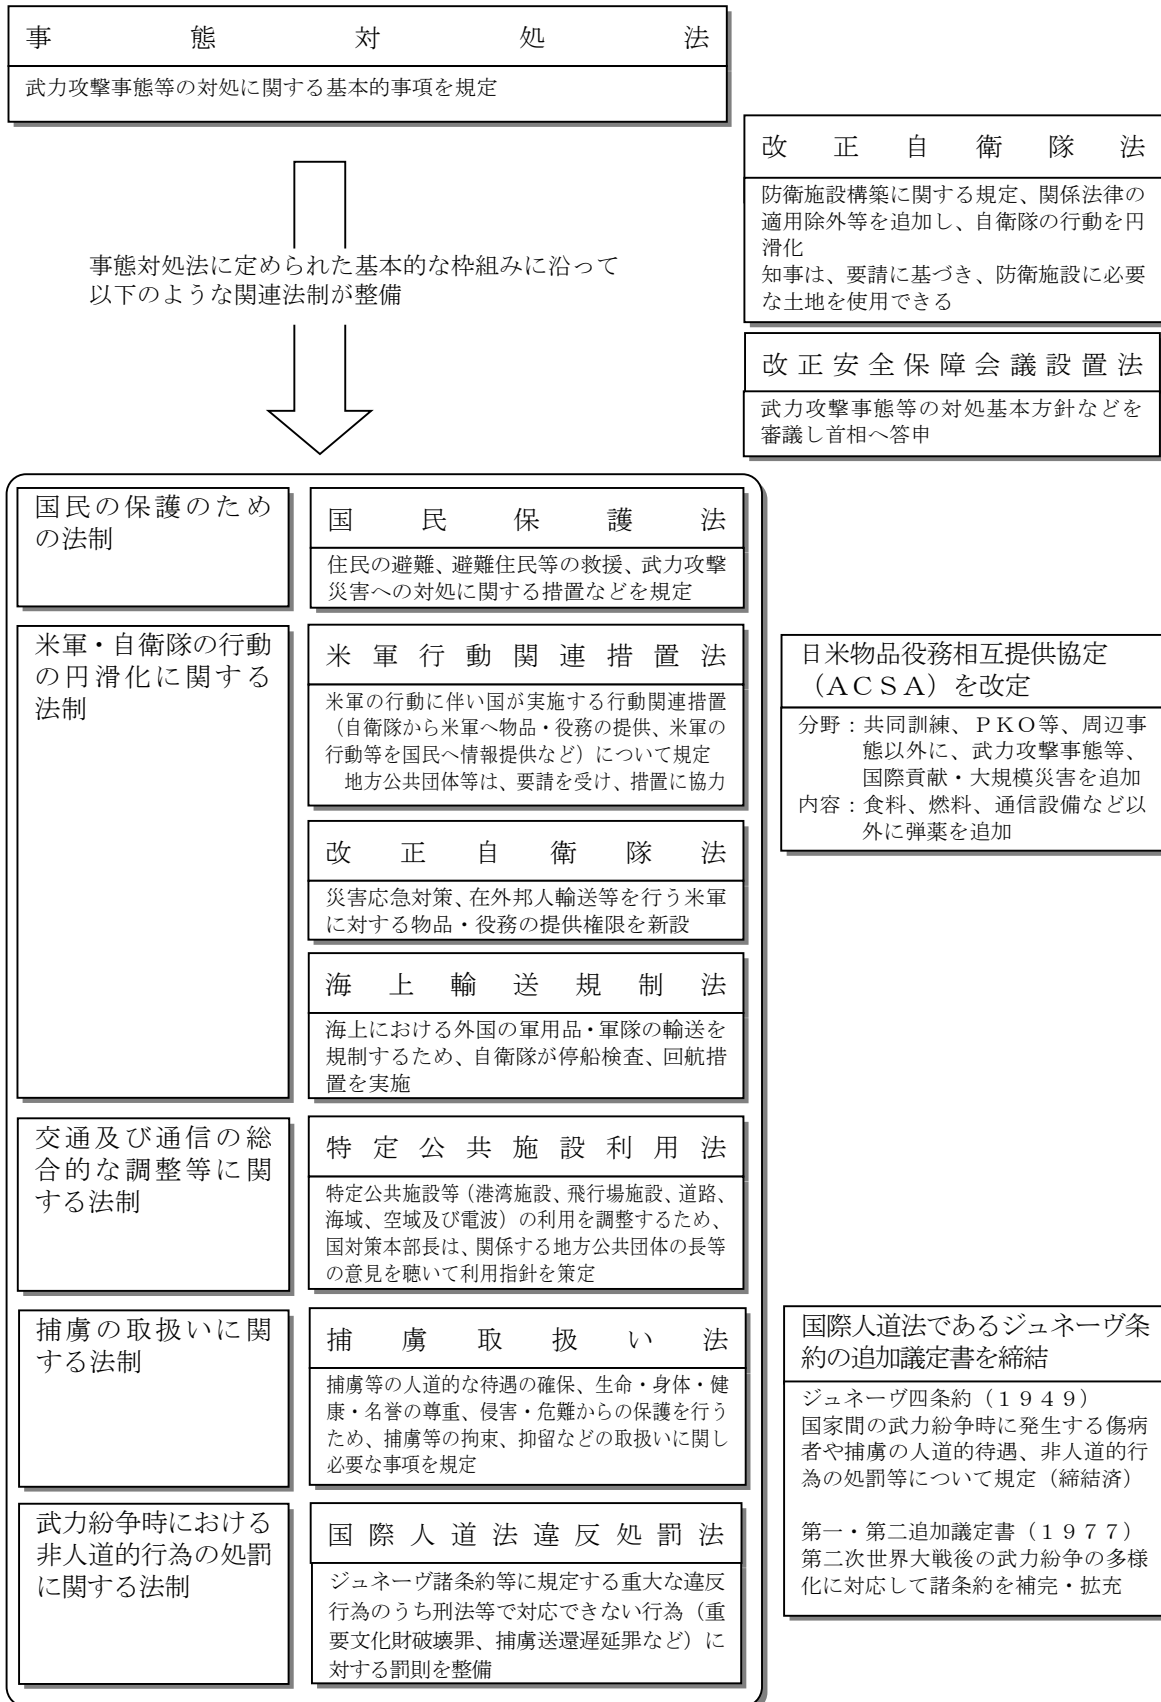 事態対処法
武力攻撃事態等の対処に関する基本的事項を規定
改正自衛隊法
防衛施設構築に関する規定、関係法律の
適用除外等を追加し、自衛隊の行動を円
滑化
知事は、要請に基づき、防衛施設に必要
な土地を使用できる
事態対処法に定められた基本的な枠組みに沿って
以下のような関連法制が整備
改正安全保障会議設置法
武力攻撃事態等の対処基本方針などを
審議し首相へ答申
国民の保護のため
の法制
国民保護法
住民の避難、避難住民等の救援、武力攻撃
災害への対処に関する措置などを規定
米軍・自衛隊の行動
の円滑化に関する
法制
米軍行動関連措置法
米軍の行動に伴い国が実施する行動関連措置
（自衛隊から米軍へ物品・役務の提供、米軍の
行動等を国民へ情報提供など）について規定
地方公共団体等は、要請を受け、措置に協力
日米物品役務相互提供協定
（ＡＣＳＡ）を改定
分野：共同訓練、ＰＫＯ等、周辺事
態以外に、武力攻撃事態等、
国際貢献・大規模災害を追加
内容：食料、燃料、通信設備など以
外に弾薬を追加
改正自衛隊法
災害応急対策、在外邦人輸送等を行う米軍
に対する物品・役務の提供権限を新設
海上輸送規制法
海上における外国の軍用品・軍隊の輸送を
規制するため、自衛隊が停船検査、回航措
置を実施
交通及び通信の総
合的な調整等に関
する法制
特定公共施設利用法
特定公共施設等（港湾施設、飛行場施設、道路、
海域、空域及び電波）の利用を調整するため、
国対策本部長は、関係する地方公共団体の長等
の意見を聴いて利用指針を策定
捕虜の取扱いに関
する法制
捕虜取扱い法
捕虜等の人道的な待遇の確保、生命・身体・健
康・名誉の尊重、侵害・危難からの保護を行う
ため、捕虜等の拘束、抑留などの取扱いに関し
必要な事項を規定
国際人道法であるジュネーヴ条
約の追加議定書を締結
ジュネーヴ四条約（１９４９）
国家間の武力紛争時に発生する傷病
者や捕虜の人道的待遇、非人道的行
為の処罰等について規定（締結済）
第一・第二追加議定書（１９７７）
第二次世界大戦後の武力紛争の多様
化に対応して諸条約を補完・拡充
武力紛争時における
非人道的行為の処罰
に関する法制
国際人道法違反処罰法
ジュネーヴ諸条約等に規定する重大な違反
行為のうち刑法等で対応できない行為（重
要文化財破壊罪、捕虜送還遅延罪など）に
対する罰則を整備